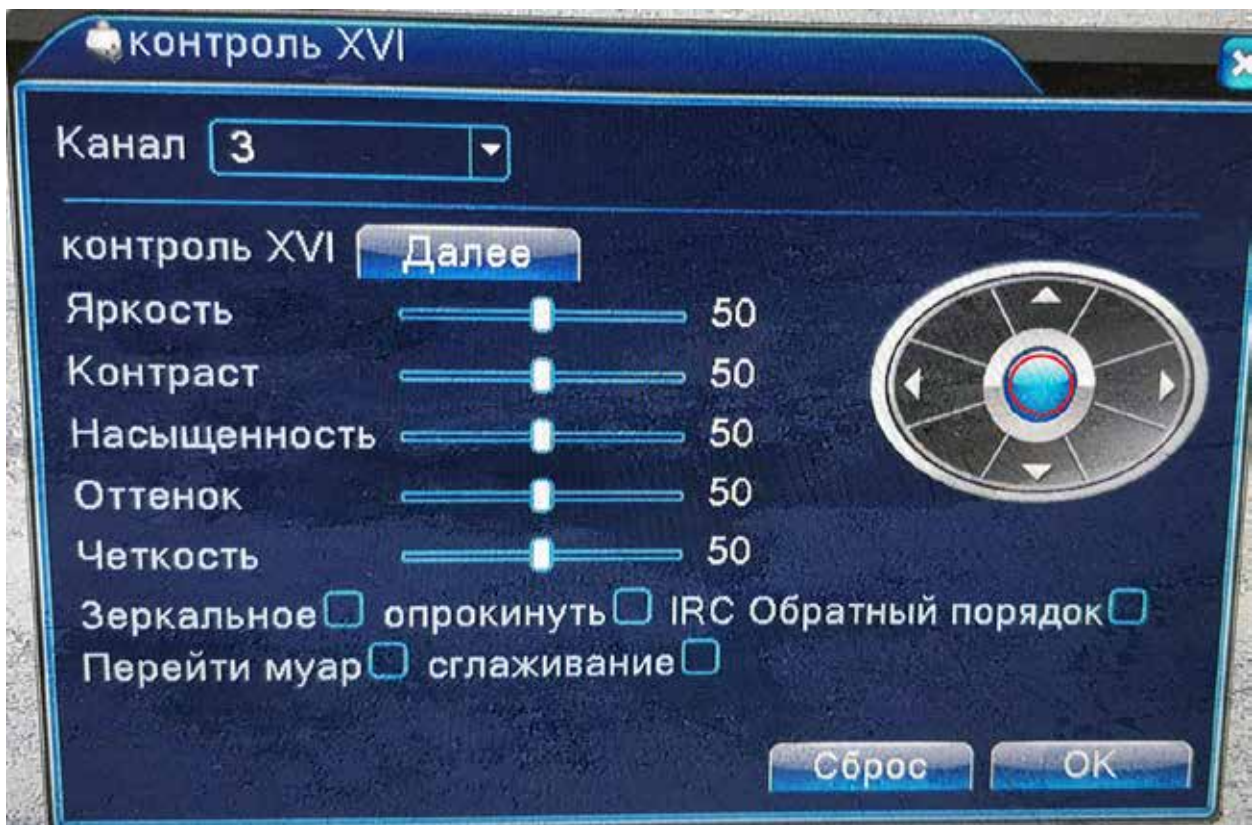 контроль XVI
Канал 3
контроль XVI Далее
Яркость 50
Контраст 50
Насыщенность 50
Оттенок 50
Четкость 50
Зеркальное опрокинуть IRC Обратный порядок
Перейти муар сглаживание
Сброс OK